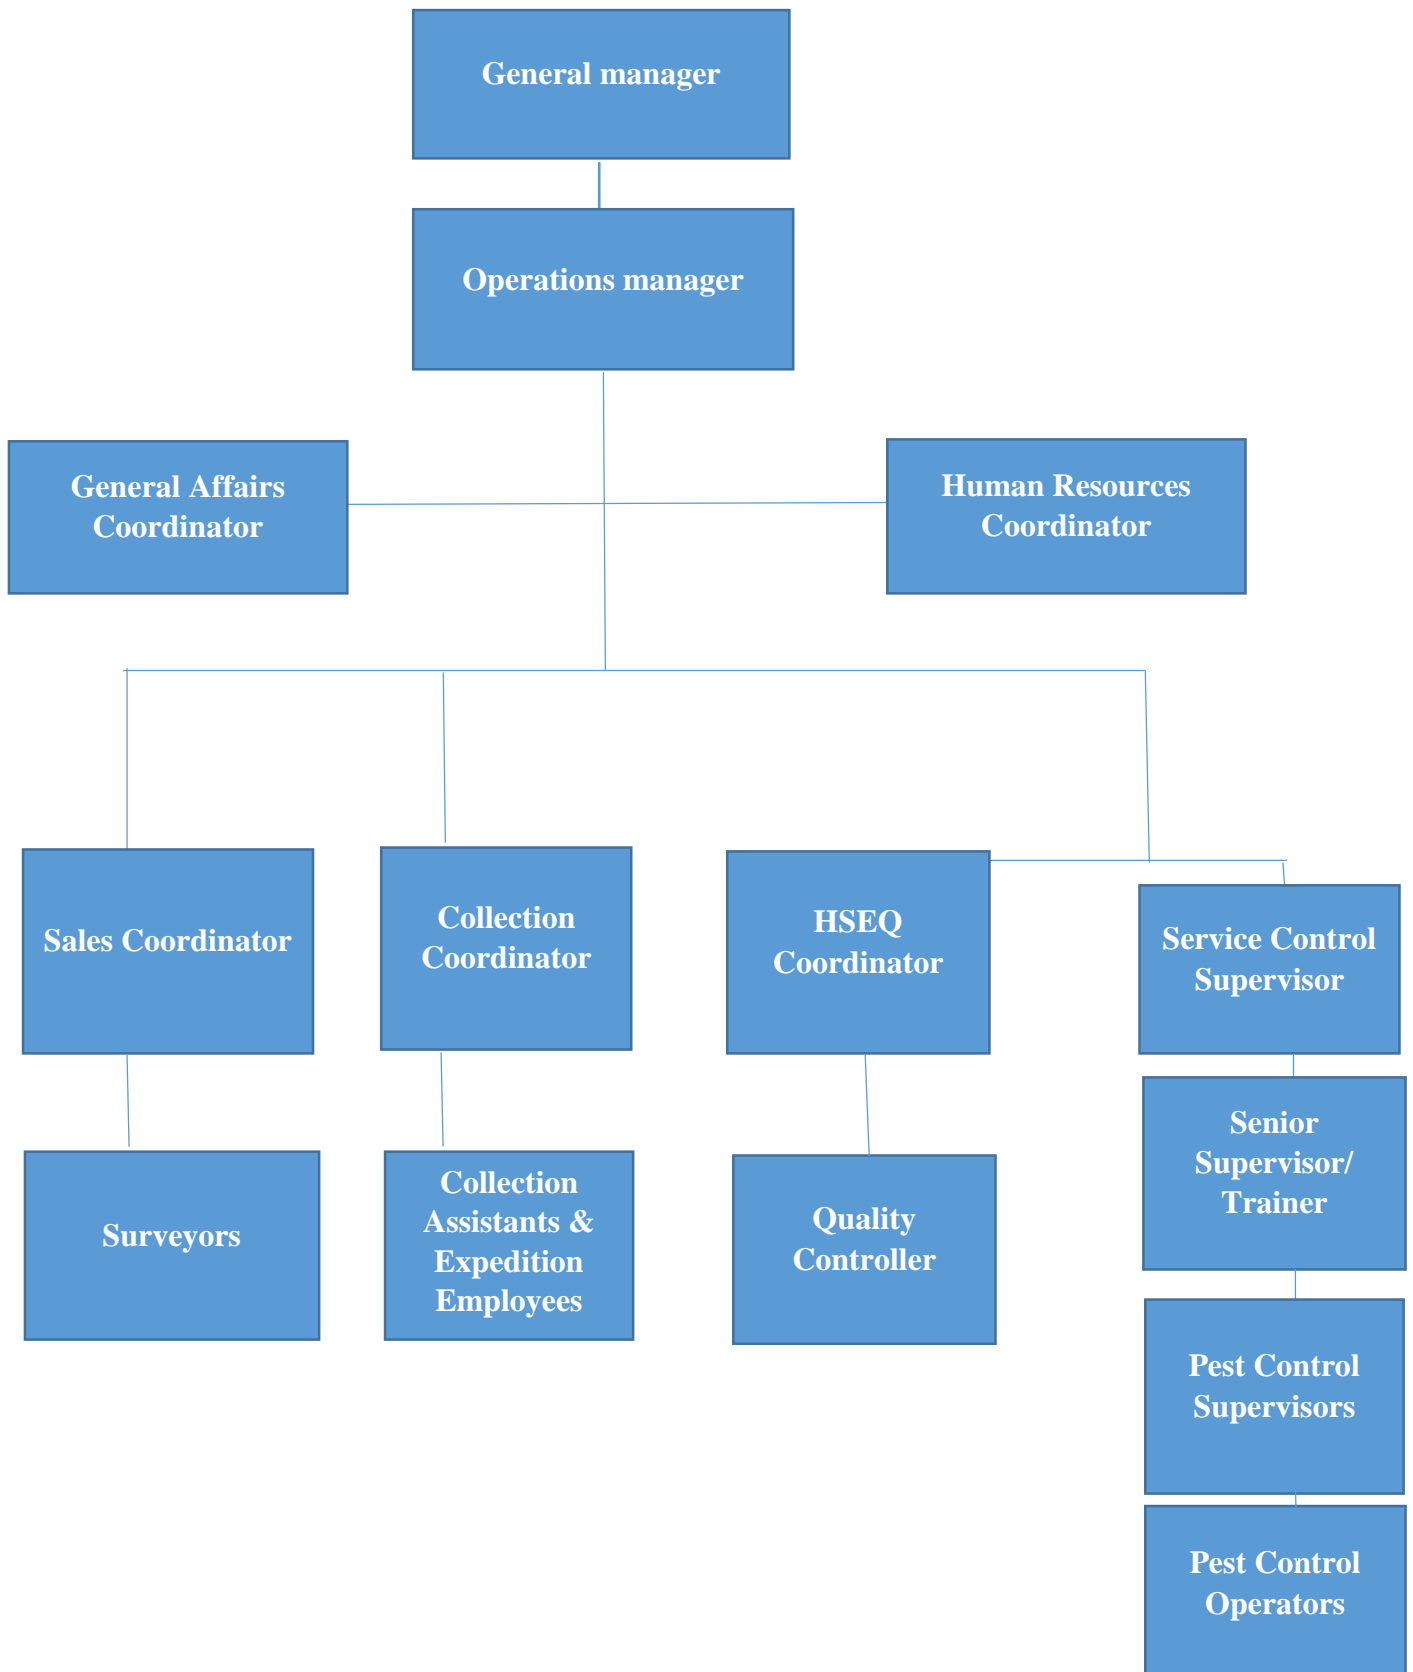 General manager
Operations manager
General Affairs
Coordinator
Human Resources
Coordinator
Sales Coordinator
Collection
Coordinator
HSEQ
Coordinator
Service Control
Supervisor
Surveyors
Collection
Assistants &
Expedition
Employees
Quality
Controller
Senior
Supervisor/
Trainer
Pest Control
Supervisors
Pest Control
Operators